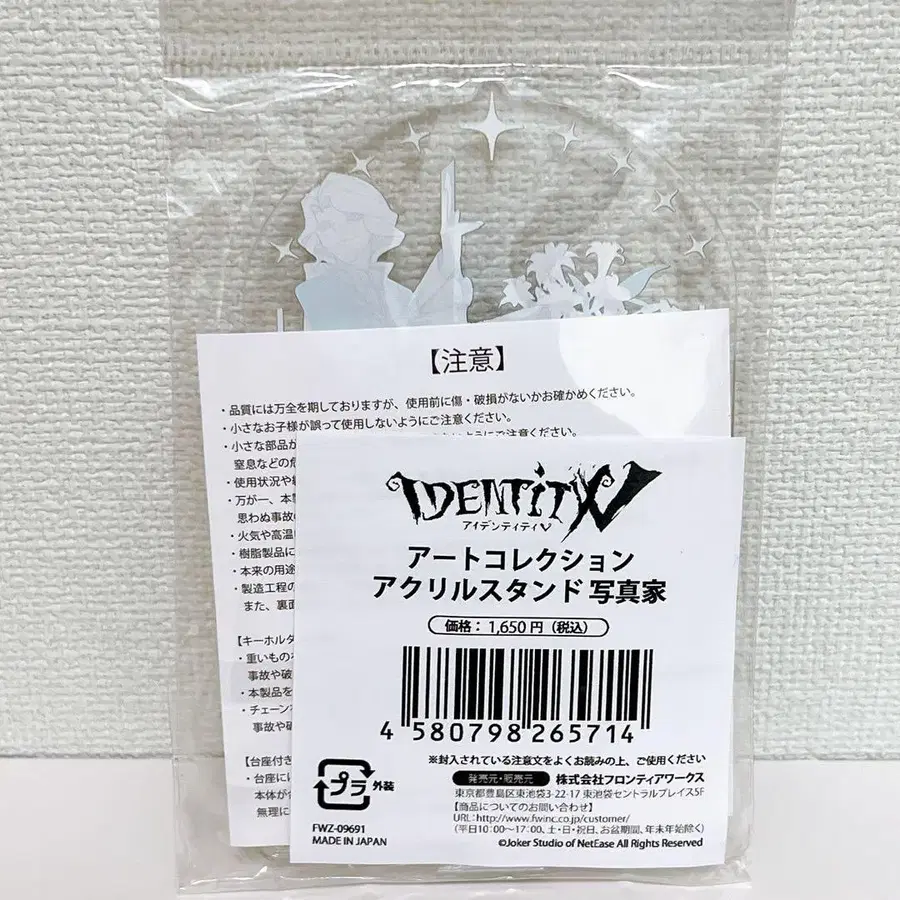 【注意】
・品質には万全を期しておりますが、使用前に傷・破損がないかお確かめください。
・小さなお子様が誤って使用しないようにご注意ください。
・小さな部品が
ようにご注意ください。
窒息などの危
・使用状況や
・万が一、本
思わぬ事故
・火気や高温
・樹脂製品に
・本来の用途
・製造工程の
また、裏面
【キーホルダ
・重いものを
事故や破
・本製品を
・チェーンを
事故や破
【台座付き
・台座に
本体が
無理に
IDENTITY V
アイデンティティV
アートコレクション
アクリルスタンド 写真家
価格：1,650円（税込）
4 580798 265714
※封入されている注意文をよくお読みの上、ご使用ください
プラ 外装
発売元・販売元 株式会社フロンティアワークス
東京都豊島区東池袋3-22-17 東池袋セントラルプレイス5F
【商品についてのお問い合わせ】
URL:http://www.fwinc.co.jp/customer/
(平日10：00〜17：00、土・日・祝日、お盆期間、年末年始除く)
FWZ-09691
MADE IN JAPAN
©Joker Studio of NetEase All Rights Reserved